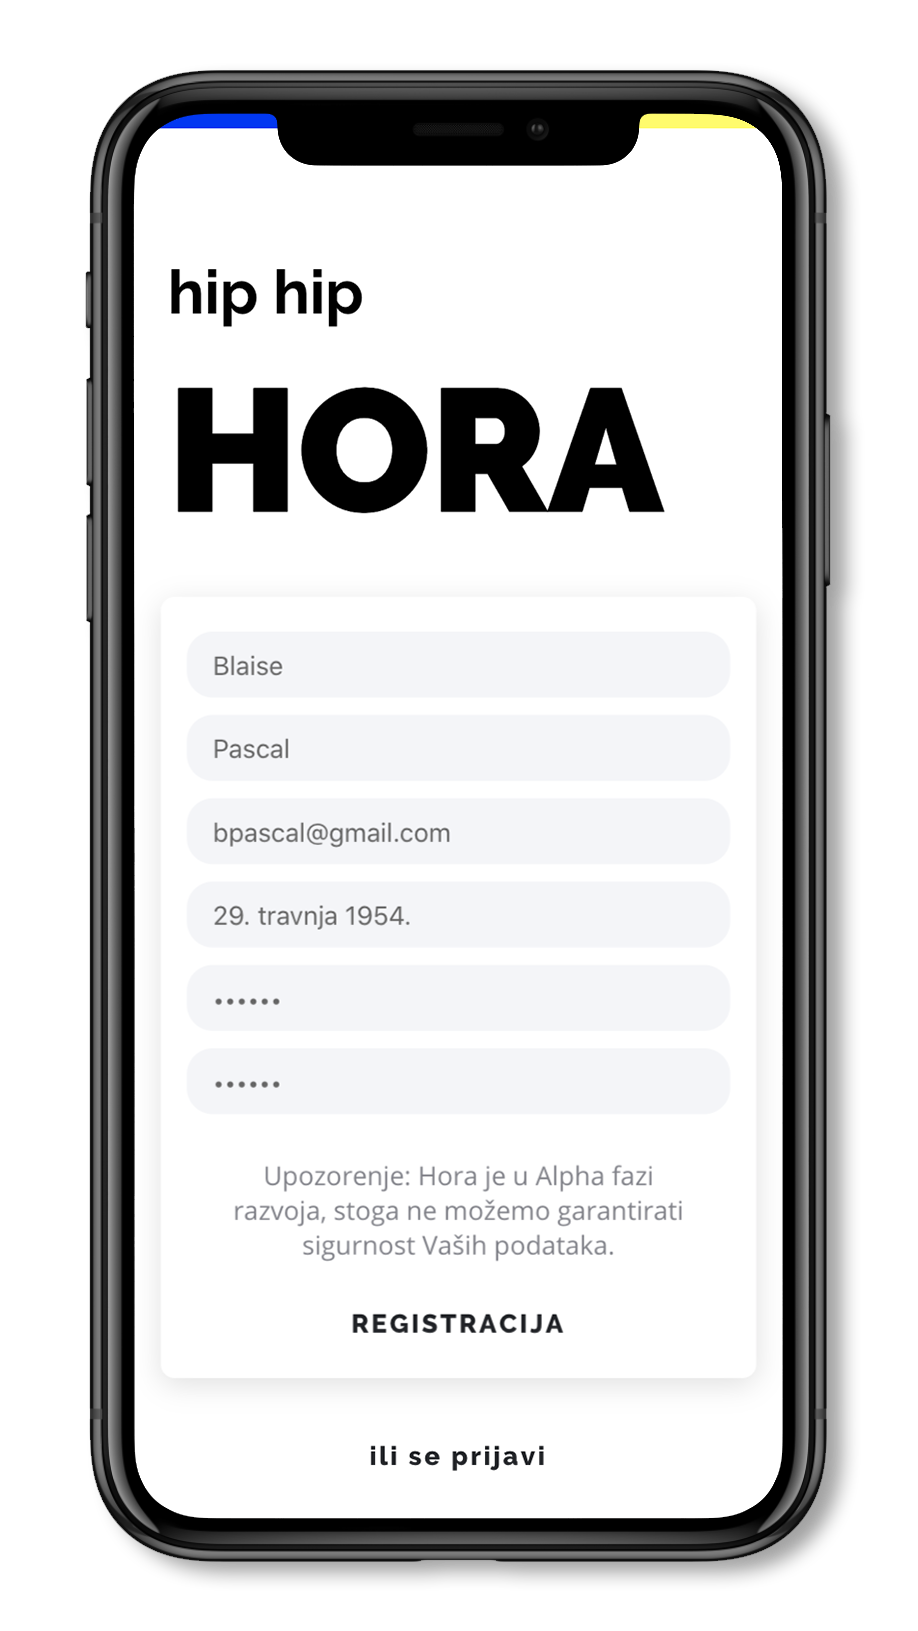 hip hip
HORA
Blaise
Pascal
bpascal@gmail.com
29. travnja 1954.
••••••
••••••
Upozorenje: Hora je u Alpha fazi
razvoja, stoga ne možemo garantirati
sigurnost Vaših podataka.
REGISTRACIJA
ili se prijavi